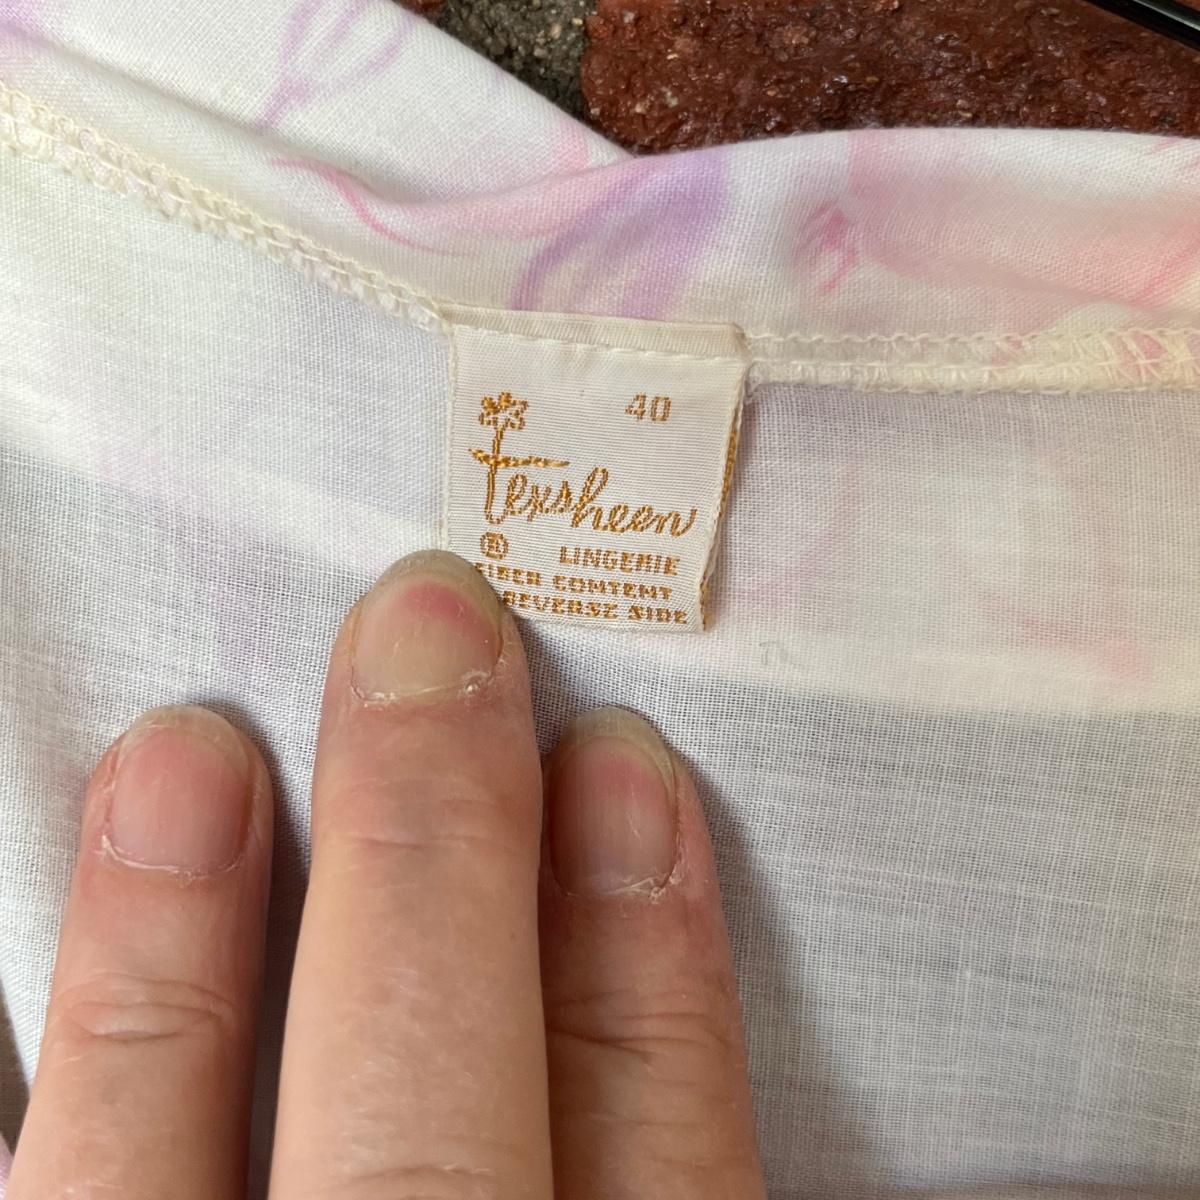 40
Texsheen
® LINGERIE
FIBER CONTENT
REVERSE SIDE